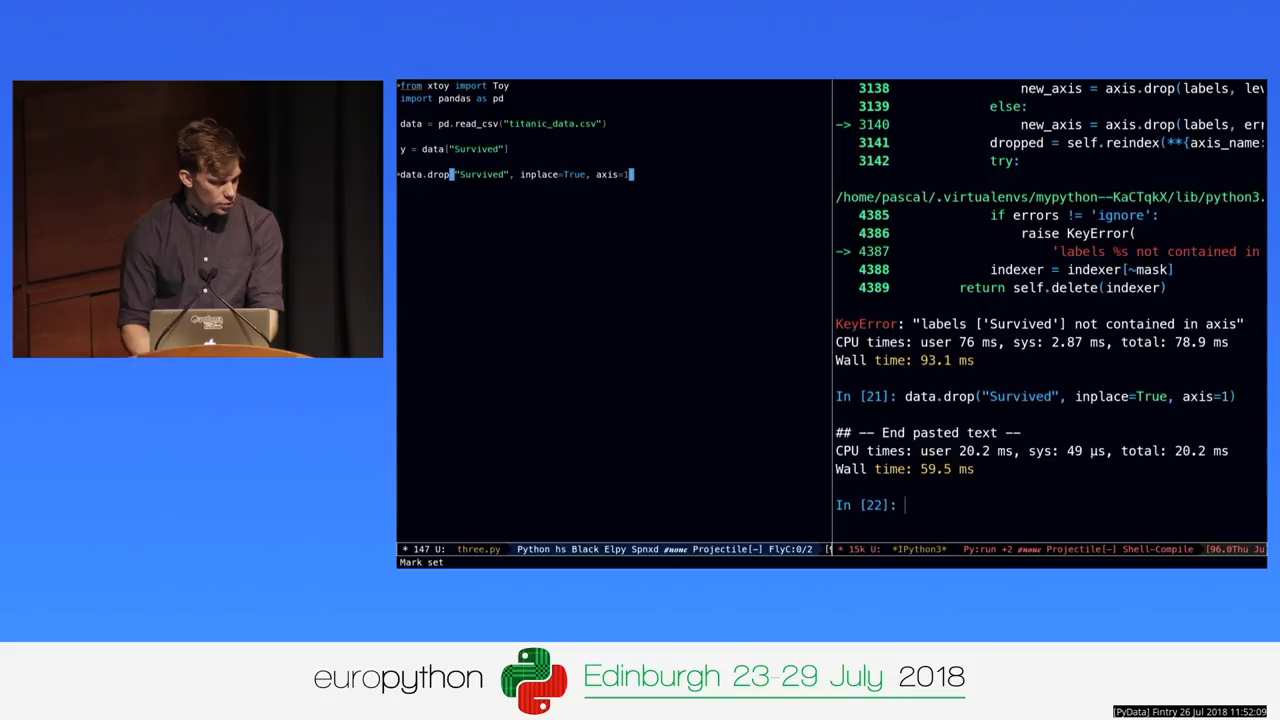 from xtoy import Toy
import pandas as pd
data = pd.read_csv("titanic_data.csv")
y = data["Survived"]
data.drop("Survived", inplace=True, axis=1)
* 147 U: three.py Python hs Black Elpy Spnxd #none Projectile[-] FlyC:0/2
Mark set
3138 new_axis = axis.drop(labels, lev
3139 else:
-> 3140 new_axis = axis.drop(labels, err
3141 dropped = self.reindex(**{axis_name:
3142 try:
/home/pascal/.virtualenvs/mypython--KaCTqkX/lib/python3.
4385 if errors != 'ignore':
4386 raise KeyError(
-> 4387 'labels %s not contained in
4388 indexer = indexer[~mask]
4389 return self.delete(indexer)
KeyError: "labels ['Survived'] not contained in axis"
CPU times: user 76 ms, sys: 2.87 ms, total: 78.9 ms
Wall time: 93.1 ms
In [21]: data.drop("Survived", inplace=True, axis=1)
## -- End pasted text --
CPU times: user 20.2 ms, sys: 49 µs, total: 20.2 ms
Wall time: 59.5 ms
In [22]:
* 15k U: *IPython3* Py:run +2 #none Projectile[-] Shell-Compile [96.0Thu Ju
europython Edinburgh 23-29 July 2018
[PyData] Fintry 26 Jul 2018 11:52:09